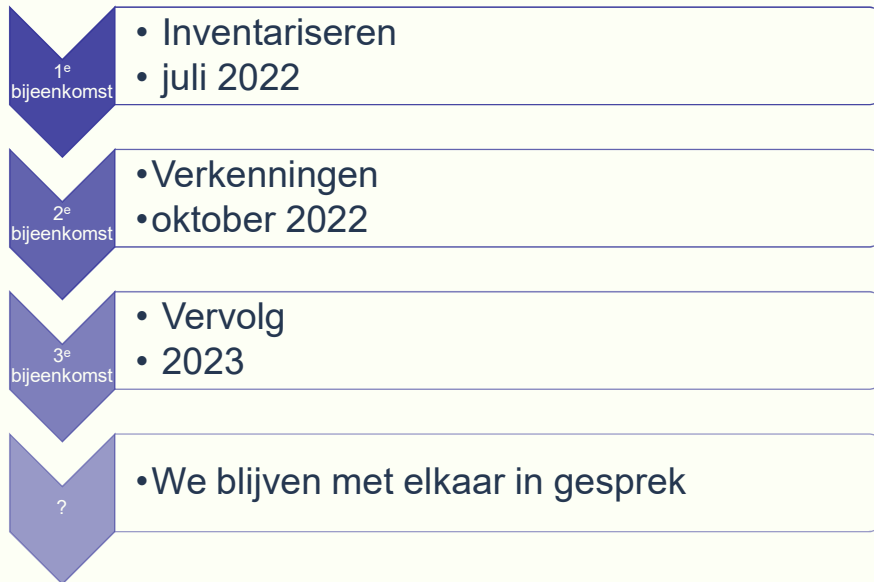 1e
bijeenkomst
• Inventariseren
• juli 2022
2e
bijeenkomst
•Verkenningen
•oktober 2022
3e
bijeenkomst
• Vervolg
• 2023
?
•We blijven met elkaar in gesprek